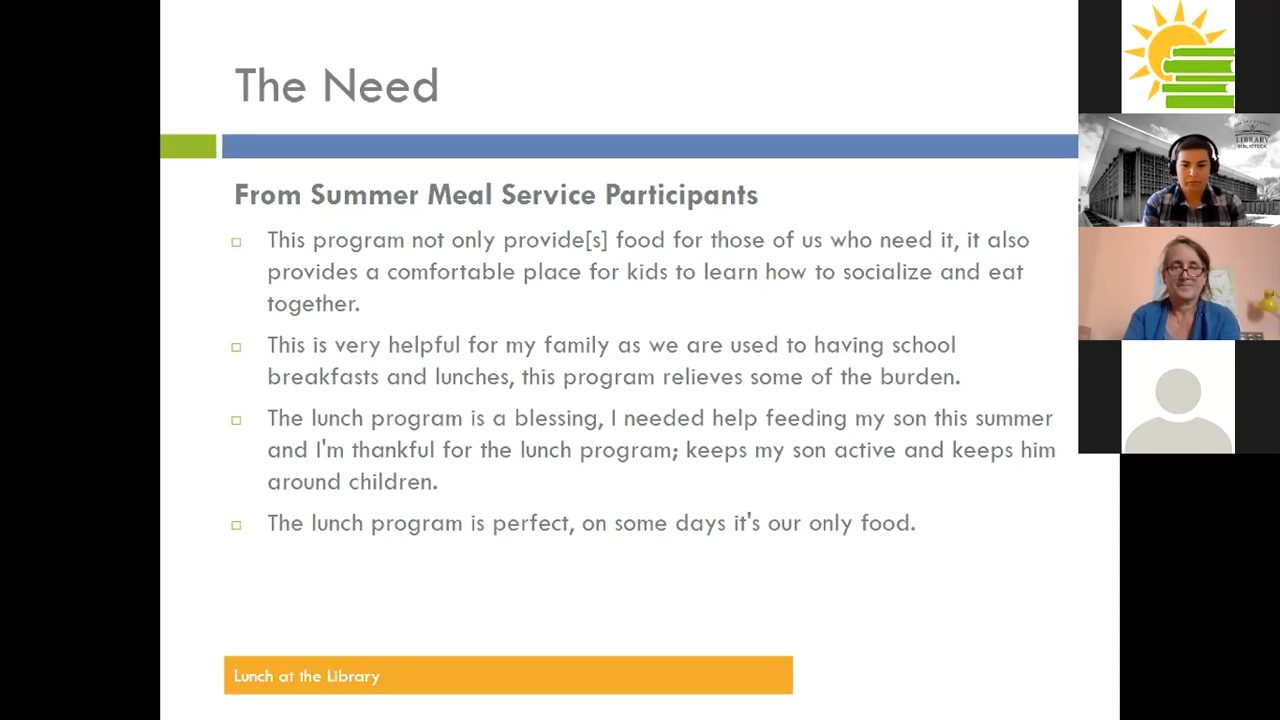 The Need
From Summer Meal Service Participants
This program not only provide[s] food for those of us who need it, it also
provides a comfortable place for kids to learn how to socialize and eat
together.
This is very helpful for my family as we are used to having school
breakfasts and lunches, this program relieves some of the burden.
The lunch program is a blessing, I needed help feeding my son this summer
and I'm thankful for the lunch program; keeps my son active and keeps him
around children.
The lunch program is perfect, on some days it's our only food.
Lunch at the Library
LIBRARY
BIBLIOTECA